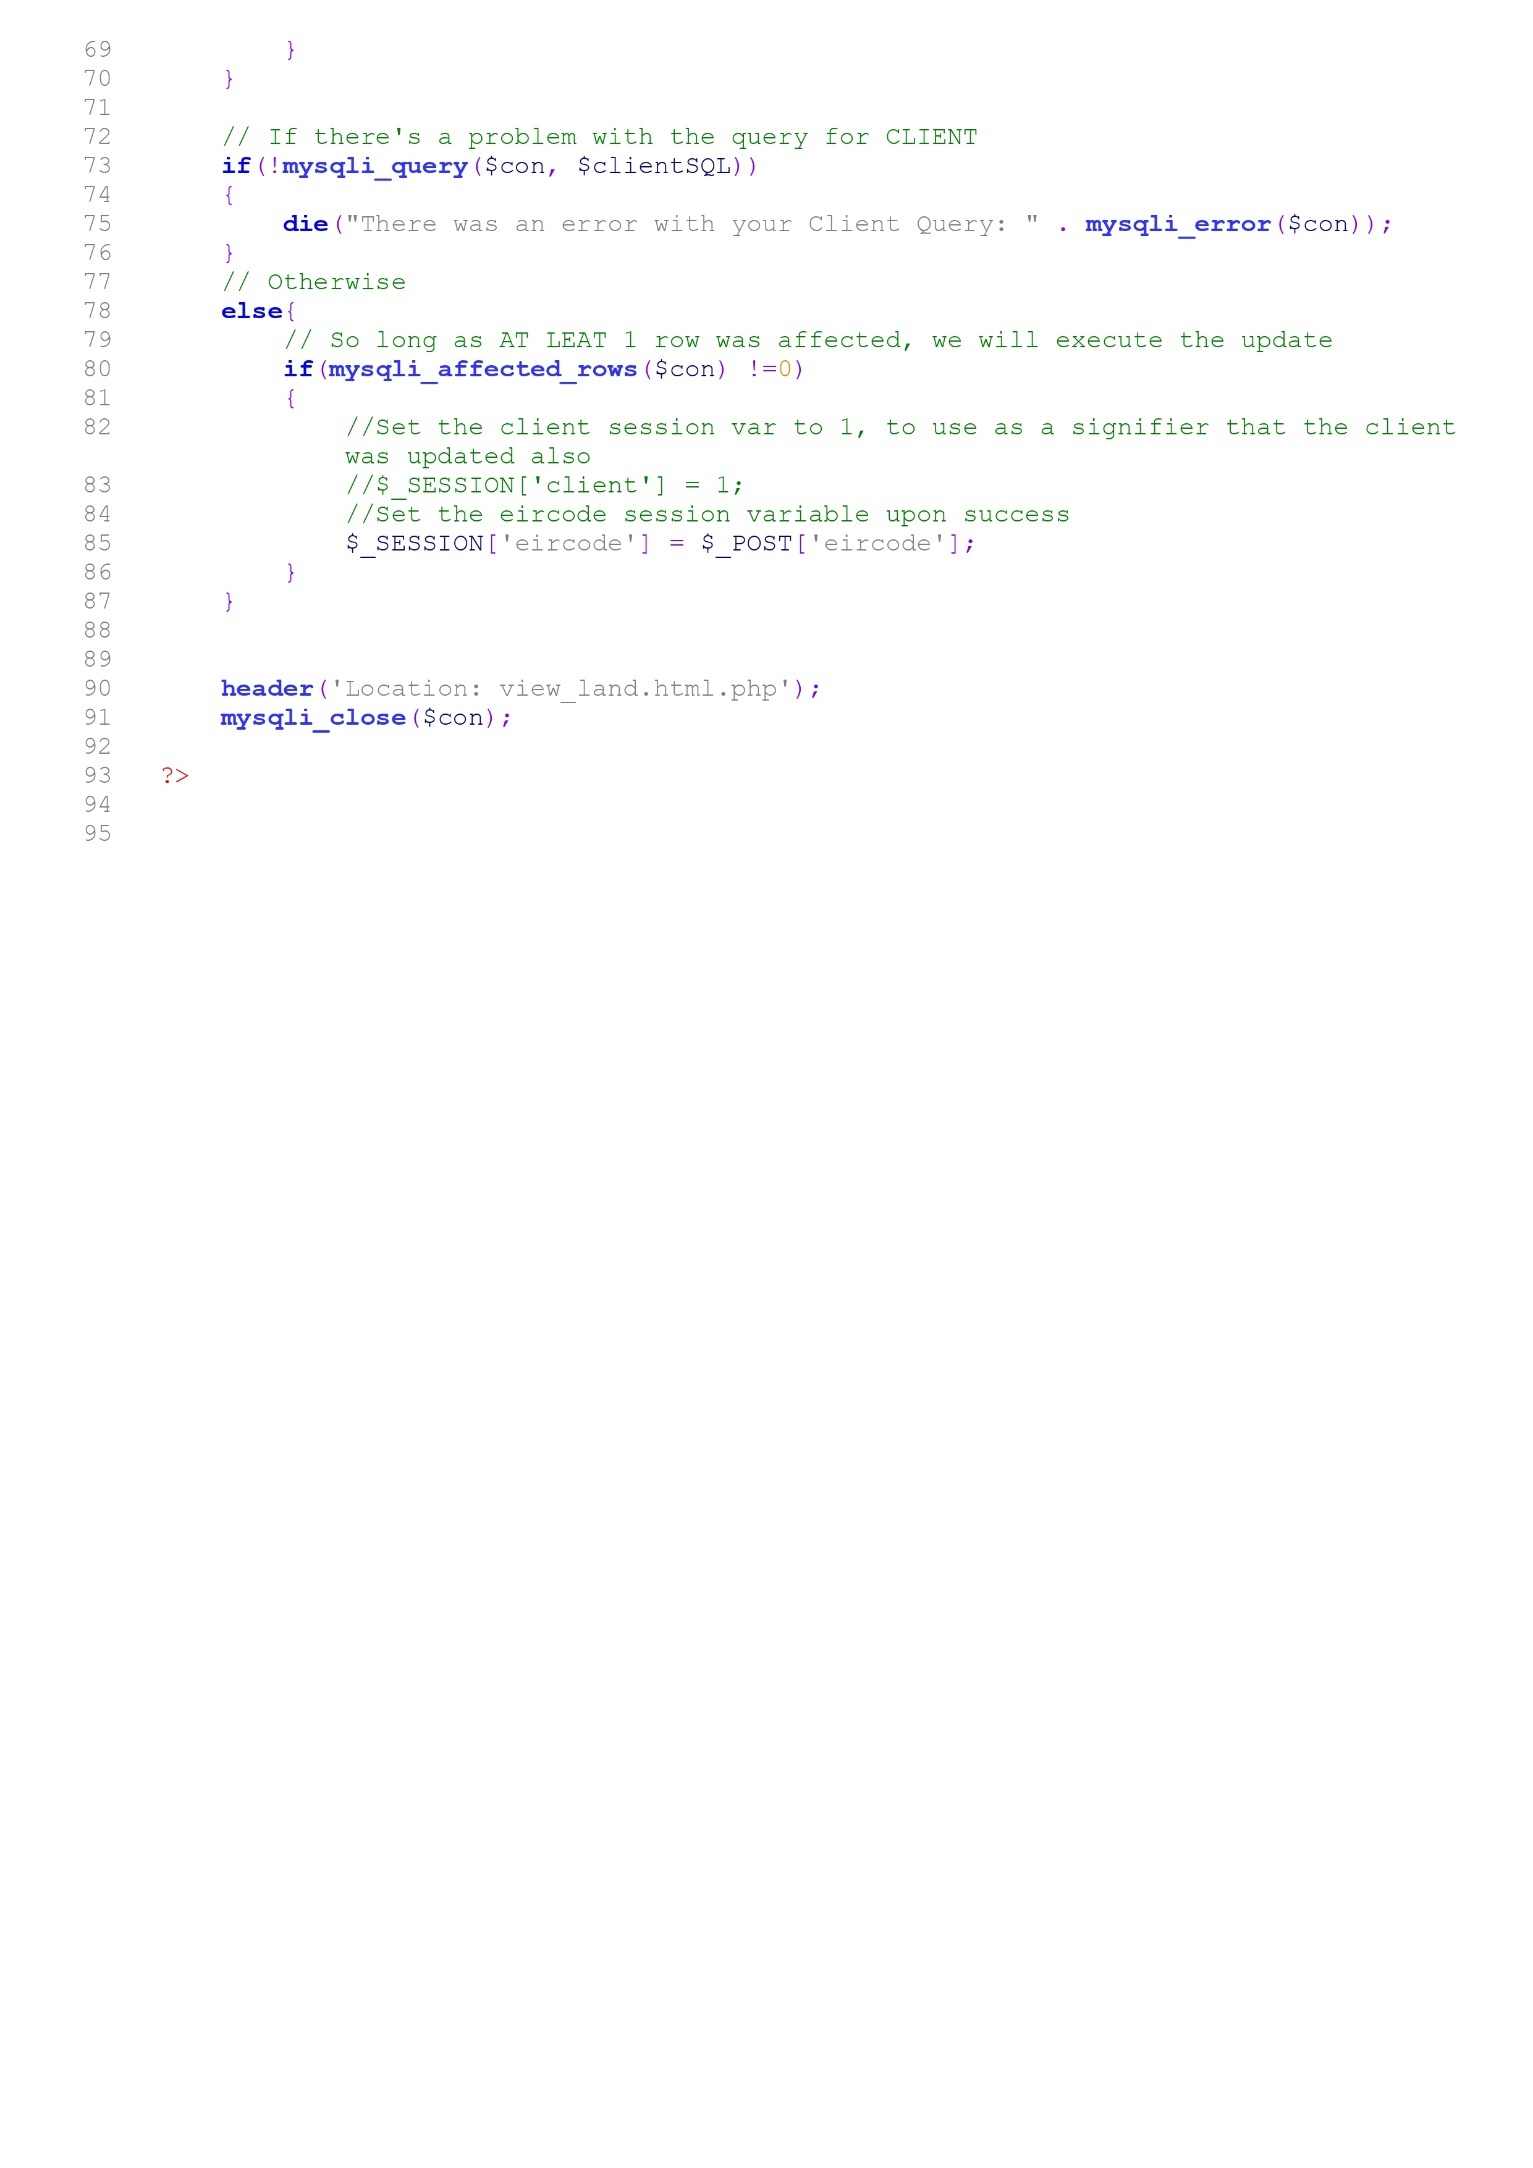 69 }
70 }
71
72 // If there's a problem with the query for CLIENT
73 if(!mysqli_query($con, $clientSQL))
74 {
75 die("There was an error with your Client Query: " . mysqli_error($con));
76 }
77 // Otherwise
78 else{
79 // So long as AT LEAT 1 row was affected, we will execute the update
80 if(mysqli_affected_rows($con) !=0)
81 {
82 //Set the client session var to 1, to use as a signifier that the client
was updated also
83 //$_SESSION['client'] = 1;
84 //Set the eircode session variable upon success
85 $_SESSION['eircode'] = $_POST['eircode'];
86 }
87 }
88
89
90 header('Location: view_land.html.php');
91 mysqli_close($con);
92
93 ?>
94
95